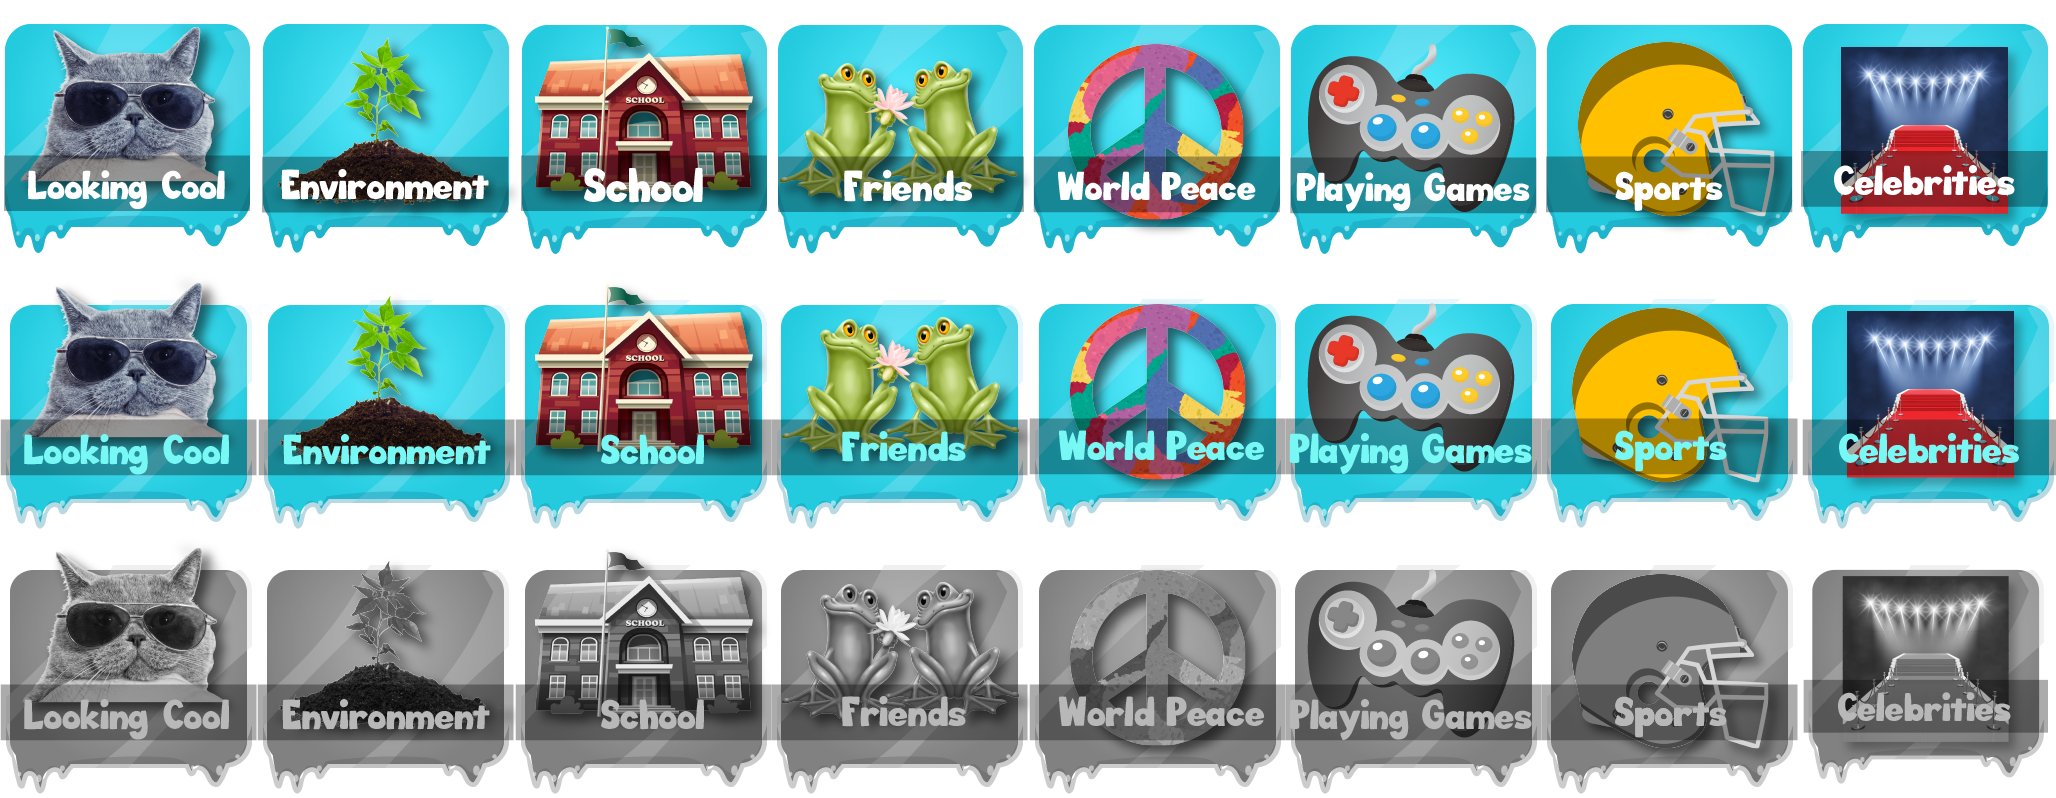 SCHOOL
Looking Cool
Environment
School
Friends
World Peace
Playing Games
Sports
Celebrities
SCHOOL
Looking Cool
Environment
School
Friends
World Peace
Playing Games
Sports
Celebrities
SCHOOL
Looking Cool
Environment
School
Friends
World Peace
Playing Games
Sports
Celebrities